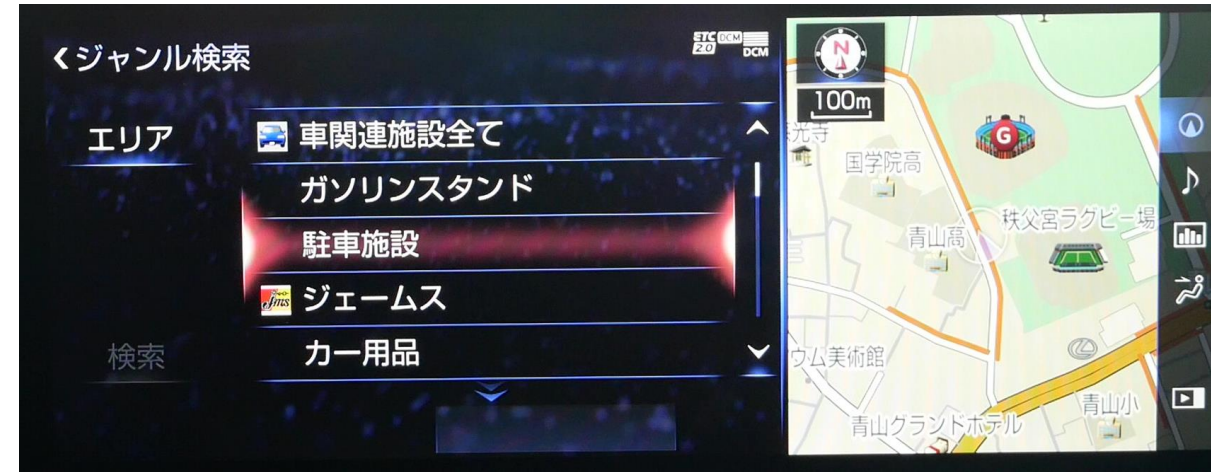 ジャンル検索
ETC 2.0
DCM
DCM
エリア
車関連施設全て
ガソリンスタンド
駐車施設
Jms
ジェームス
カー用品
検索
N
100m
光寺
国学院高
G
青山高
秩父宮ラグビー場
ウム美術館
青山グランドホテル
青山小